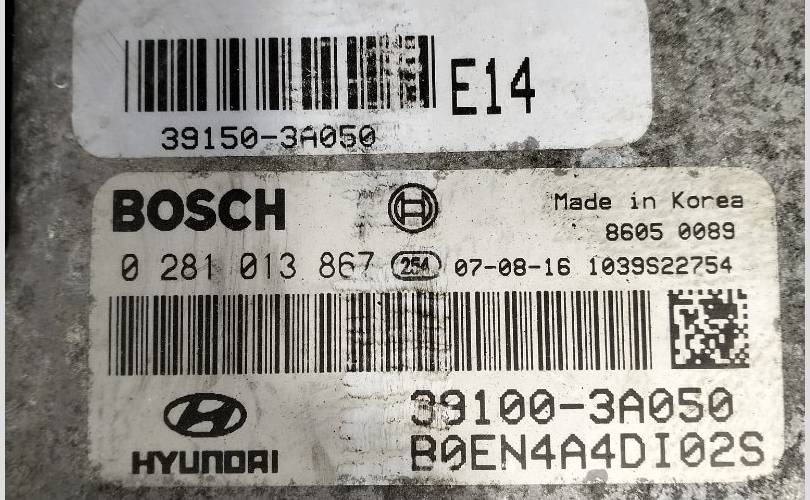 E14
39150-3A050
BOSCH
Made in Korea
8605 0089
0 281 013 867 254 07-08-16 1039S22754
39100-3A050
HYUNDAI
B0EN4A4DI02S